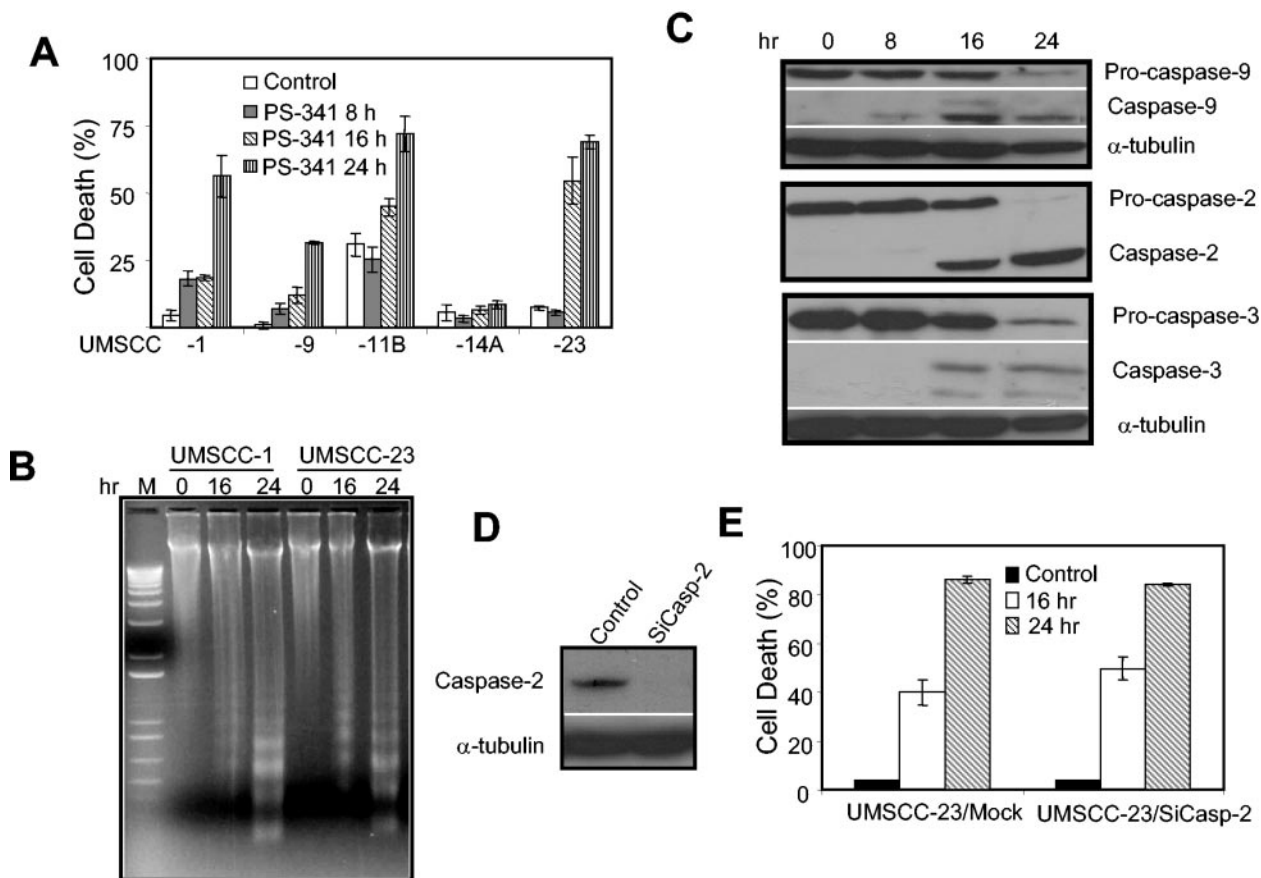 A
100
75
50
25
Cell Death (%)
Control
PS-341 8 h
PS-341 16 h
PS-341 24 h
UMSCC -1 -9 -11B -14A -23
B
UMSCC-1 UMSCC-23
hr M 0 16 24 0 16 24
C
hr 0 8 16 24
Pro-caspase-9
Caspase-9
α-tubulin
Pro-caspase-2
Caspase-2
Pro-caspase-3
Caspase-3
α-tubulin
D
Control SiCasp-2
Caspase-2
α-tubulin
E
100
80
60
40
20
0
Cell Death (%)
Control
16 hr
24 hr
UMSCC-23/Mock UMSCC-23/SiCasp-2